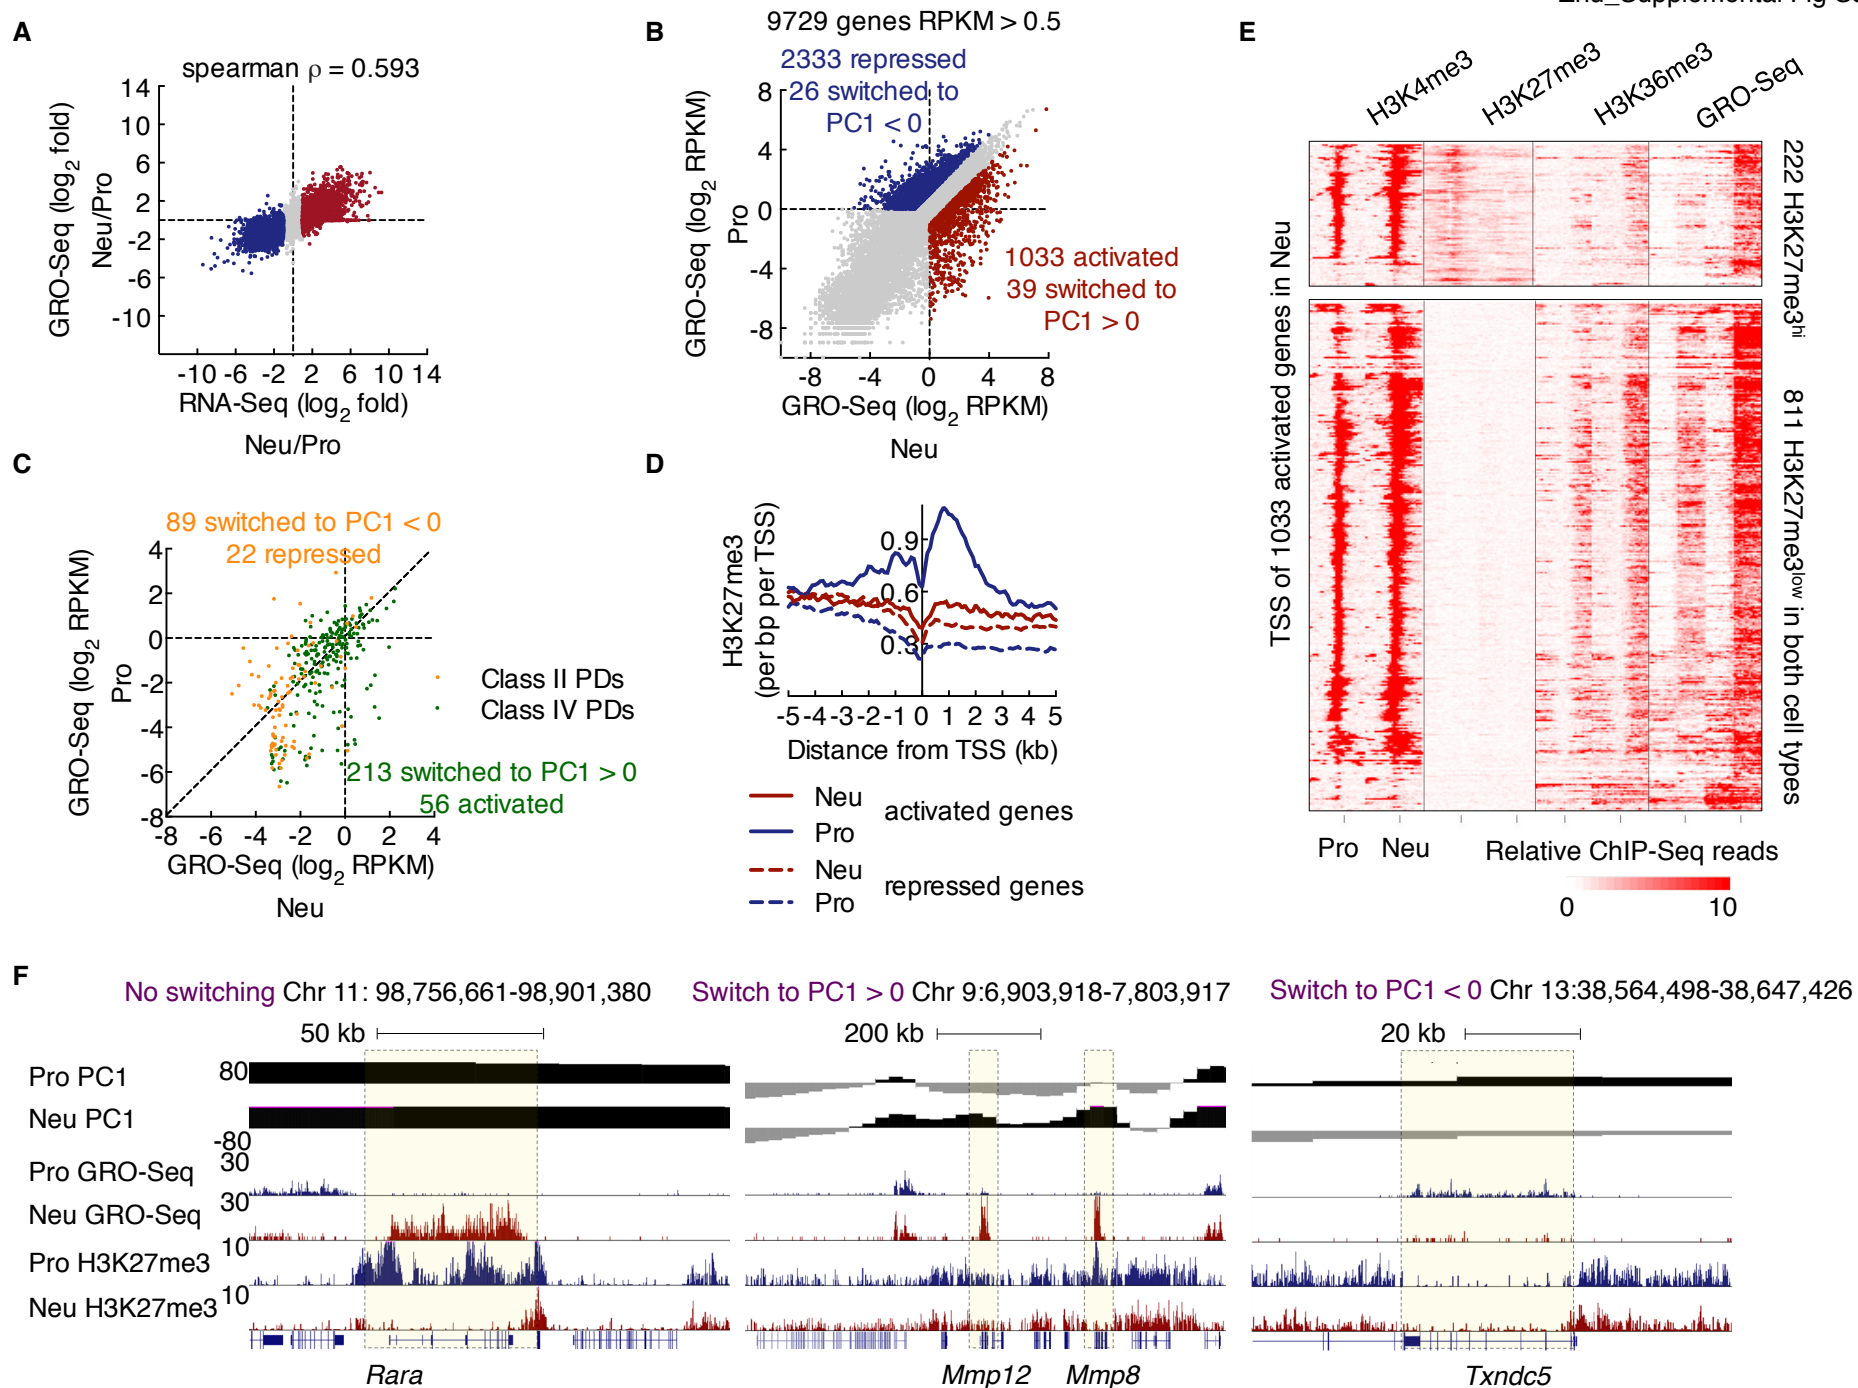 A
spearman ρ = 0.593
14
10
6
2
-2
-6
-10
GRO-Seq (log2 fold)
Neu/Pro
-10 -6 -2 2 6 10 14
RNA-Seq (log2 fold)
Neu/Pro
B
9729 genes RPKM > 0.5
2333 repressed
26 switched to
PC1 < 0
8
4
0
-4
-8
GRO-Seq (log2 RPKM)
Pro
1033 activated
39 switched to
PC1 > 0
-8 -4 0 4 8
GRO-Seq (log2 RPKM)
Neu
C
89 switched to PC1 < 0
22 repressed
4
2
0
-2
-4
-6
-8
GRO-Seq (log2 RPKM)
Pro
Class II PDs
Class IV PDs
213 switched to PC1 > 0
56 activated
-8 -6 -4 -2 0 2 4
GRO-Seq (log2 RPKM)
Neu
D
H3K27me3
(per bp per TSS)
0.9
0.6
0.3
-5 -4 -3 -2 -1 0 1 2 3 4 5
Distance from TSS (kb)
Neu
Pro
activated genes
Neu
Pro
repressed genes
E
H3K4me3
H3K27me3
H3K36me3
GRO-Seq
TSS of 1033 activated genes in Neu
222 H3K27me3hi
811 H3K27me3low in both cell types
Pro Neu
Relative ChIP-Seq reads
0 10
F
No switching Chr 11: 98,756,661-98,901,380
Switch to PC1 > 0 Chr 9:6,903,918-7,803,917
Switch to PC1 < 0 Chr 13:38,564,498-38,647,426
50 kb
200 kb
20 kb
Pro PC1
80
Neu PC1
-80
Pro GRO-Seq
30
Neu GRO-Seq
30
Pro H3K27me3
10
Neu H3K27me3
10
Rara
Mmp12
Mmp8
Txndc5